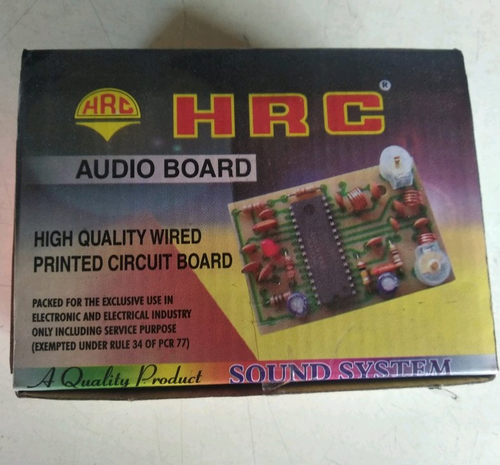 HRC
HRC ®
AUDIO BOARD
HIGH QUALITY WIRED
PRINTED CIRCUIT BOARD
PACKED FOR THE EXCLUSIVE USE IN
ELECTRONIC AND ELECTRICAL INDUSTRY
ONLY INCLUDING SERVICE PURPOSE
(EXEMPTED UNDER RULE 34 OF PCR 77)
A Quality Product
SOUND SYSTEM